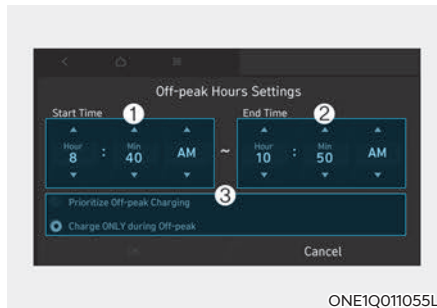 Off-peak Hours Settings
Start Time 1 End Time 2
Hour Min Hour Min
8 : 40 AM ~ 10 : 50 AM
3
Prioritize Off-peak Charging
Charge ONLY during Off-peak
Cancel
ONE1Q011055L